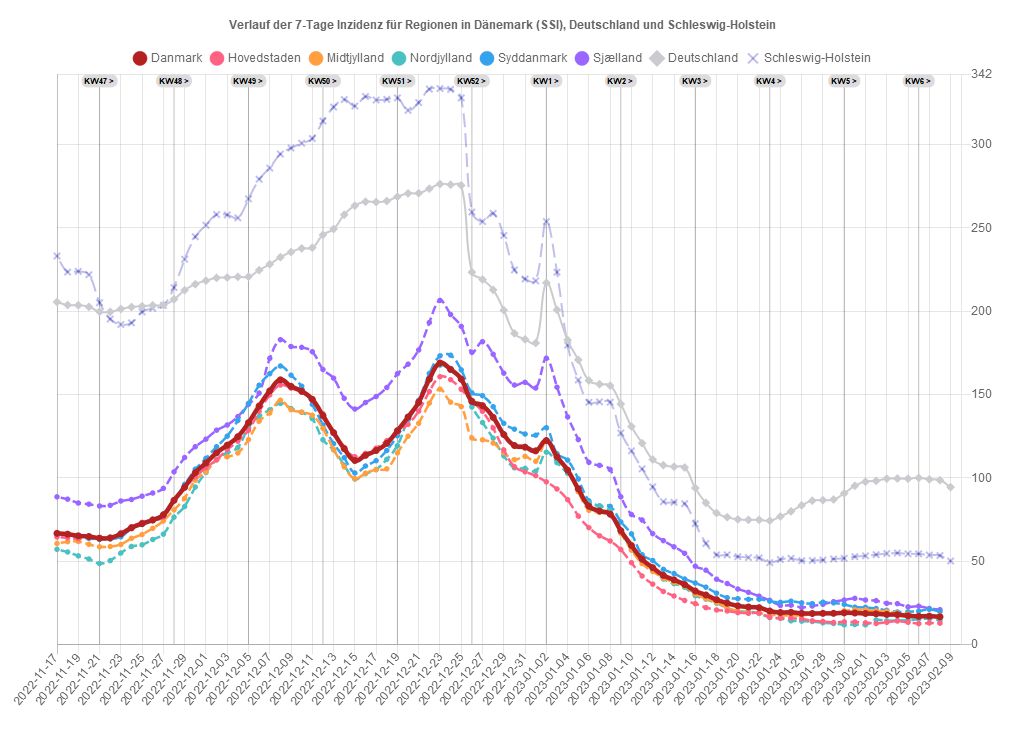 Verlauf der 7-Tage Inzidenz für Regionen in Dänemark (SSI), Deutschland und Schleswig-Holstein
Danmark Hovedstaden Midtjylland Nordjylland Syddanmark Sjælland Deutschland Schleswig-Holstein
KW47 > KW48 > KW49 > KW50 > KW51 > KW52 > KW1 > KW2 > KW3 > KW4 > KW5 > KW6 >
342
300
250
200
150
100
50
0
2022-11-17 2022-11-19 2022-11-21 2022-11-23 2022-11-25 2022-11-27 2022-11-29 2022-12-01 2022-12-03 2022-12-05 2022-12-07 2022-12-09 2022-12-11 2022-12-13 2022-12-15 2022-12-17 2022-12-19 2022-12-21 2022-12-23 2022-12-25 2022-12-27 2022-12-29 2022-12-31 2023-01-02 2023-01-04 2023-01-06 2023-01-08 2023-01-10 2023-01-12 2023-01-14 2023-01-16 2023-01-18 2023-01-20 2023-01-22 2023-01-24 2023-01-26 2023-01-28 2023-01-30 2023-02-01 2023-02-03 2023-02-05 2023-02-07 2023-02-09